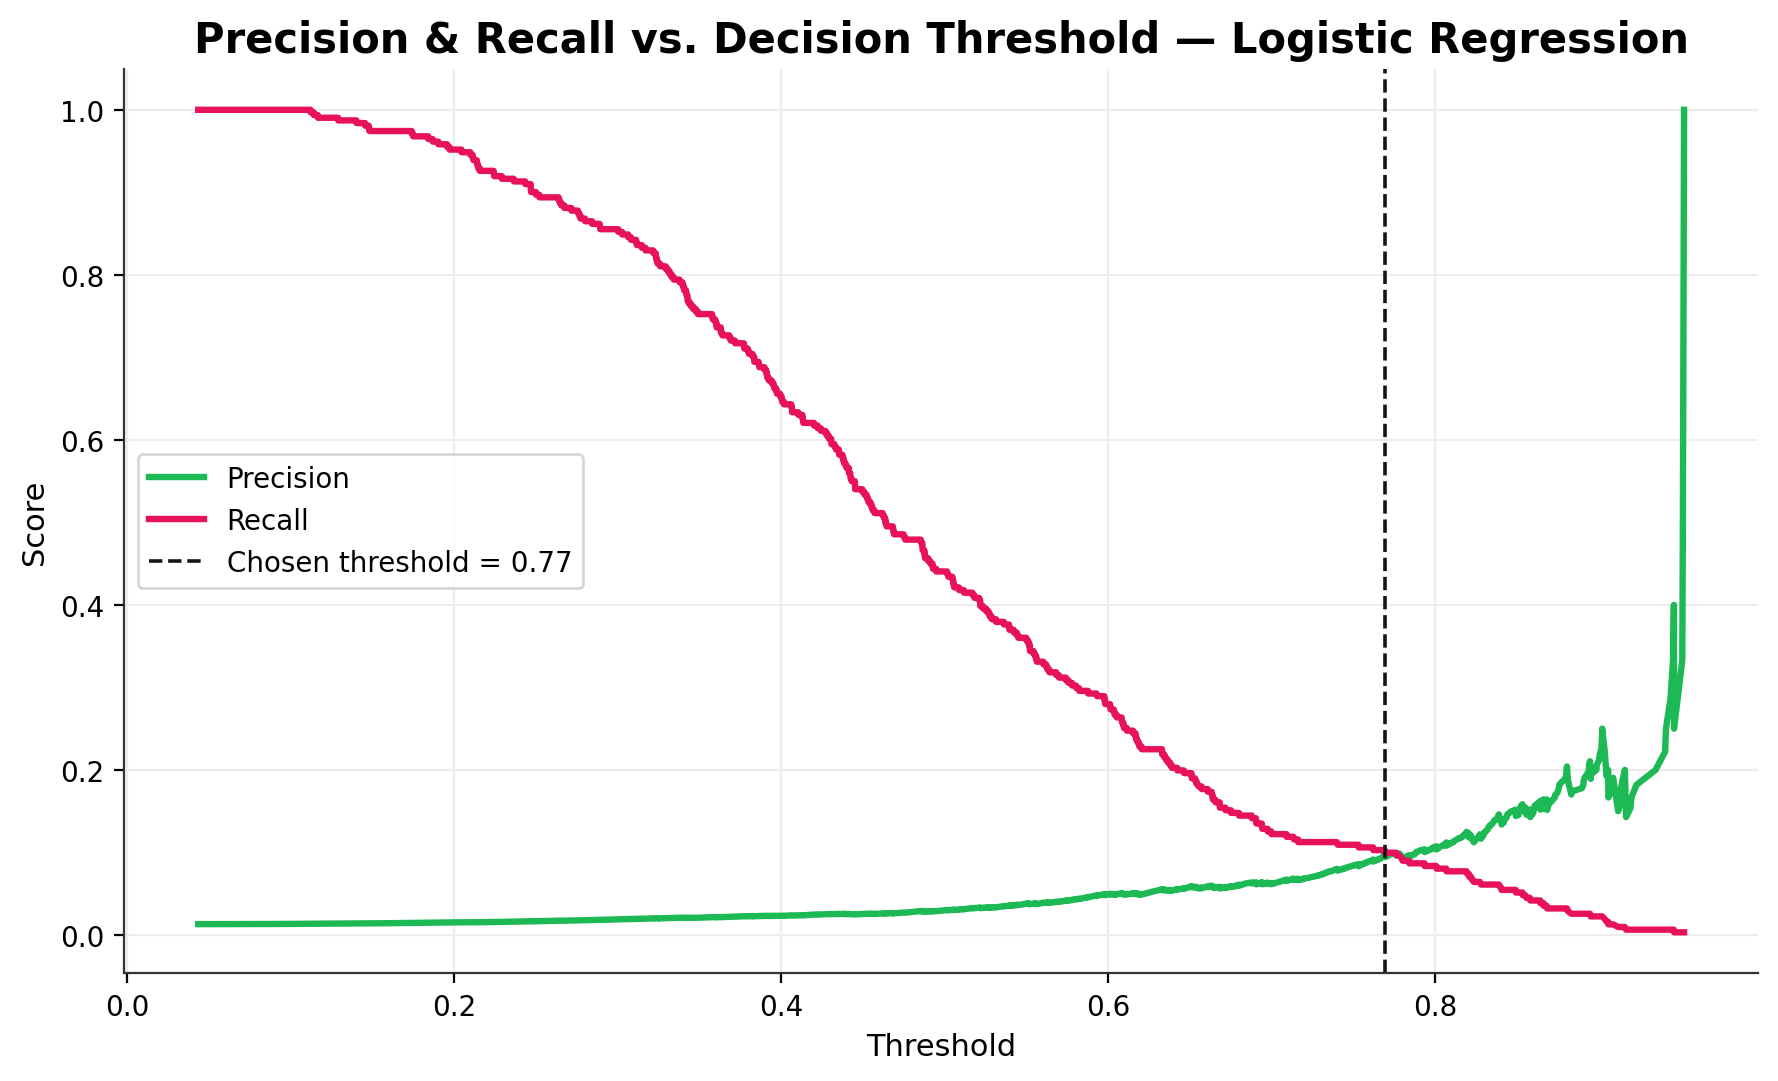 Precision & Recall vs. Decision Threshold — Logistic Regression
1.0
0.8
0.6
0.4
0.2
0.0
Score
Precision
Recall
Chosen threshold = 0.77
0.0 0.2 0.4 0.6 0.8
Threshold